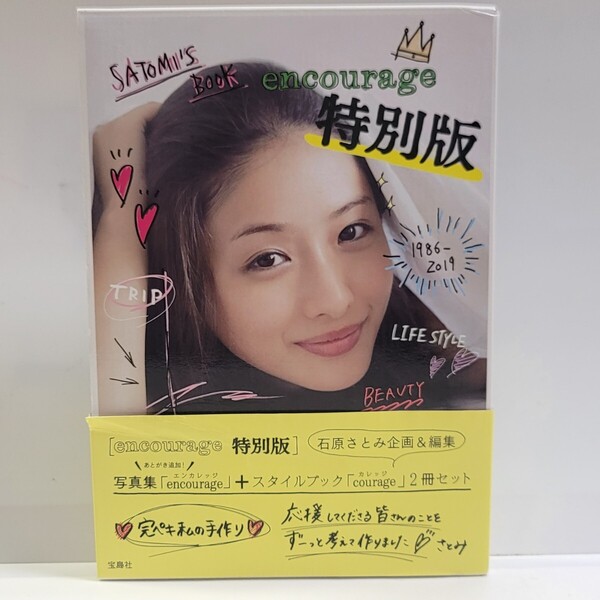 SATOMI'S
BOOK
encourage
特別版
1986-
2019
TRIP
LIFE STYLE
BEAUTY
[encourage 特別版]
石原さとみ企画&編集
あとがき追加!
エンカレッジ
カレッジ
写真集「encourage」+スタイルブック「courage」2冊セット
完ペキ私の手作り
応援してくださる皆さんのことを
ずーっと考えて作りました♡さとみ
宝島社